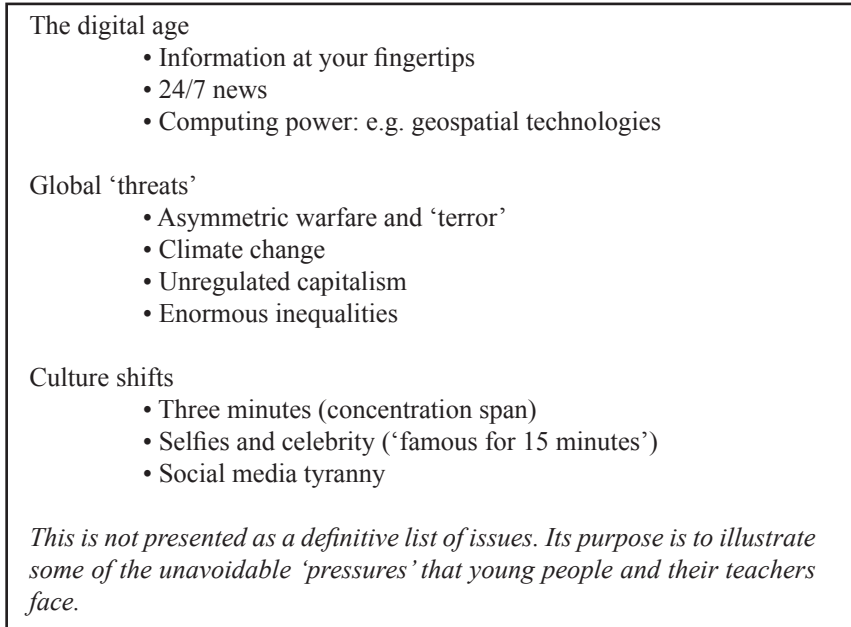 The digital age
• Information at your fingertips
• 24/7 news
• Computing power: e.g. geospatial technologies
Global ‘threats’
• Asymmetric warfare and ‘terror’
• Climate change
• Unregulated capitalism
• Enormous inequalities
Culture shifts
• Three minutes (concentration span)
• Selfies and celebrity (‘famous for 15 minutes’)
• Social media tyranny
This is not presented as a definitive list of issues. Its purpose is to illustrate
some of the unavoidable ‘pressures’ that young people and their teachers
face.